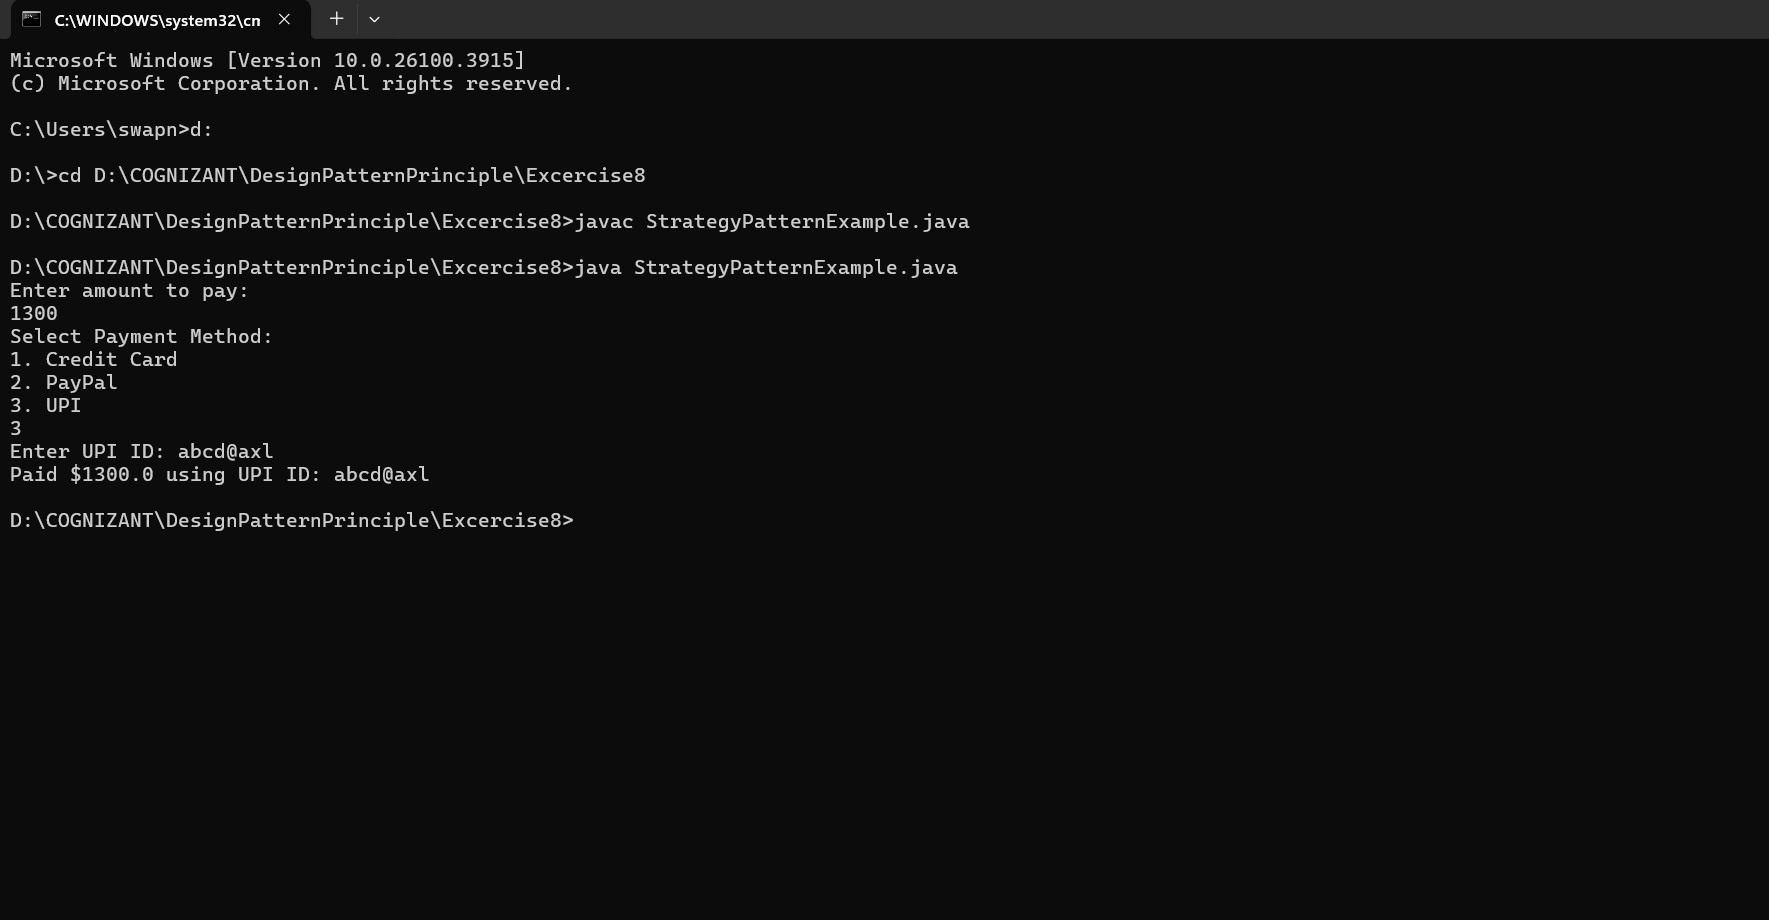 C:\WINDOWS\system32\cn
Microsoft Windows [Version 10.0.26100.3915]
(c) Microsoft Corporation. All rights reserved.
C:\Users\swapn>d:
D:\>cd D:\COGNIZANT\DesignPatternPrinciple\Excercise8
D:\COGNIZANT\DesignPatternPrinciple\Excercise8>javac StrategyPatternExample.java
D:\COGNIZANT\DesignPatternPrinciple\Excercise8>java StrategyPatternExample.java
Enter amount to pay:
1300
Select Payment Method:
1. Credit Card
2. PayPal
3. UPI
3
Enter UPI ID: abcd@axl
Paid $1300.0 using UPI ID: abcd@axl
D:\COGNIZANT\DesignPatternPrinciple\Excercise8>